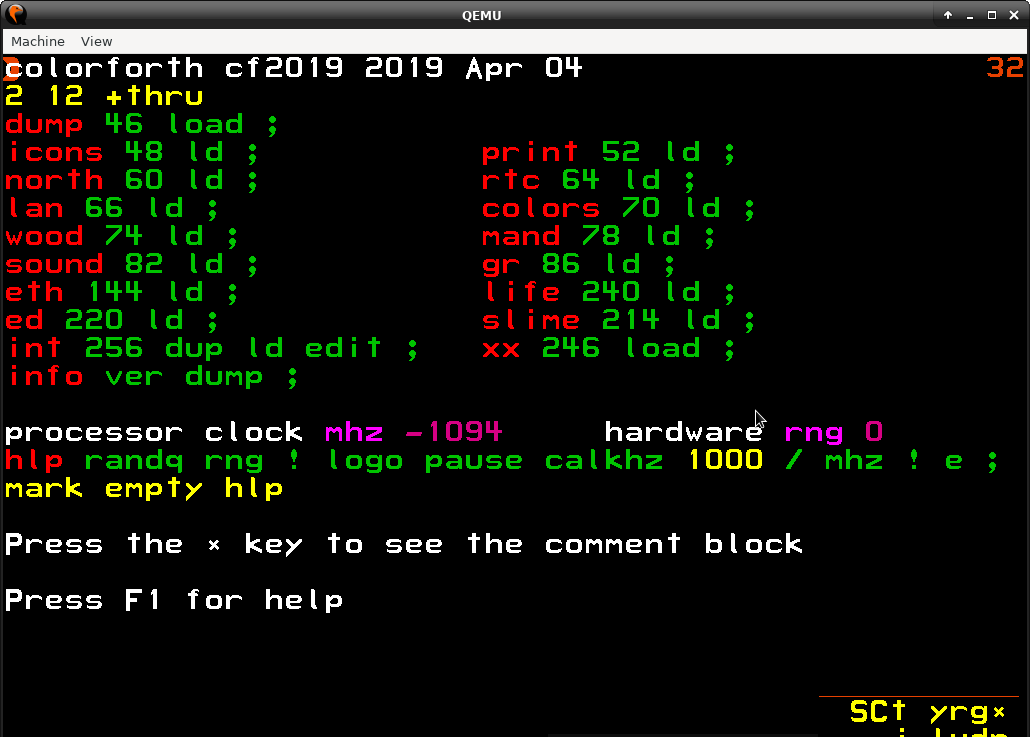 QEMU
Machine View
colorforth cf2019 2019 Apr 04 32
2 12 +thru
dump 46 load ;
icons 48 ld ; print 52 ld ;
north 60 ld ; rtc 64 ld ;
lan 66 ld ; colors 70 ld ;
wood 74 ld ; mand 78 ld ;
sound 82 ld ; gr 86 ld ;
eth 144 ld ; life 240 ld ;
ed 220 ld ; slime 214 ld ;
int 256 dup ld edit ; xx 246 load ;
info ver dump ;
processor clock mhz -1094 hardware rng 0
hlp randq rng ! logo pause calkhz 1000 / mhz ! e ;
mark empty hlp
Press the * key to see the comment block
Press F1 for help
SCt yrg*